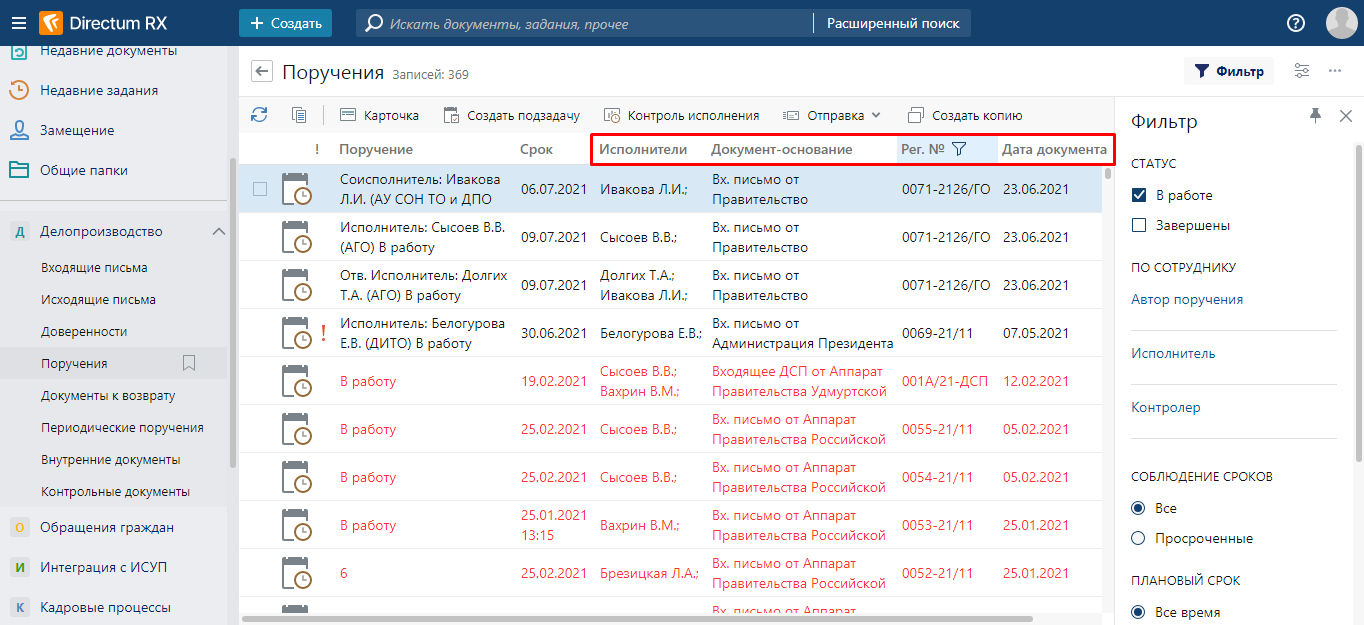 Directum RX
Создать
Искать документы, задания, прочее
Расширенный поиск
Недавние документы
Недавние задания
Замещение
Общие папки
Д Делопроизводство
Входящие письма
Исходящие письма
Доверенности
Поручения
Документы к возврату
Периодические поручения
Внутренние документы
Контрольные документы
О Обращения граждан
И Интеграция с ИСУП
К Кадровые процессы
Поручения Записей: 369
Фильтр
Карточка Создать подзадачу Контроль исполнения Отправка Создать копию
! Поручение Срок Исполнители Документ-основание Рег. № Дата документа
Соисполнитель: Ивакова
Л.И. (АУ СОН ТО и ДПО
06.07.2021
Ивакова Л.И.;
Вх. письмо от
Правительство
0071-2126/ГО
23.06.2021
Исполнитель: Сысоев В.В.
(АГО) В работу
09.07.2021
Сысоев В.В.;
Вх. письмо от
Правительство
0071-2126/ГО
23.06.2021
Отв. Исполнитель: Долгих
Т.А. (АГО) В работу
09.07.2021
Долгих Т.А.;
Ивакова Л.И.;
Вх. письмо от
Правительство
0071-2126/ГО
23.06.2021
!
Исполнитель: Белогурова
Е.В. (ДИТО) В работу
30.06.2021
Белогурова Е.В.;
Вх. письмо от
Администрация Президента
0069-21/11
07.05.2021
В работу
19.02.2021
Сысоев В.В.;
Вахрин В.М.;
Входящее ДСП от Аппарат
Правительства Удмуртской
001А/21-ДСП
12.02.2021
В работу
25.02.2021
Сысоев В.В.;
Вх. письмо от Аппарат
Правительства Российской
0055-21/11
05.02.2021
В работу
25.02.2021
Сысоев В.В.;
Вх. письмо от Аппарат
Правительства Российской
0054-21/11
05.02.2021
В работу
25.01.2021
13:15
Вахрин В.М.;
Вх. письмо от Аппарат
Правительства Российской
0053-21/11
25.01.2021
6
25.02.2021
Брезицкая Л.А.;
Вх. письмо от Аппарат
Правительства Российской
0052-21/11
25.01.2021
Вх. письмо от Аппарат
Фильтр
СТАТУС
В работе
Завершены
ПО СОТРУДНИКУ
Автор поручения
Исполнитель
Контролер
СОБЛЮДЕНИЕ СРОКОВ
Все
Просроченные
ПЛАНОВЫЙ СРОК
Все время